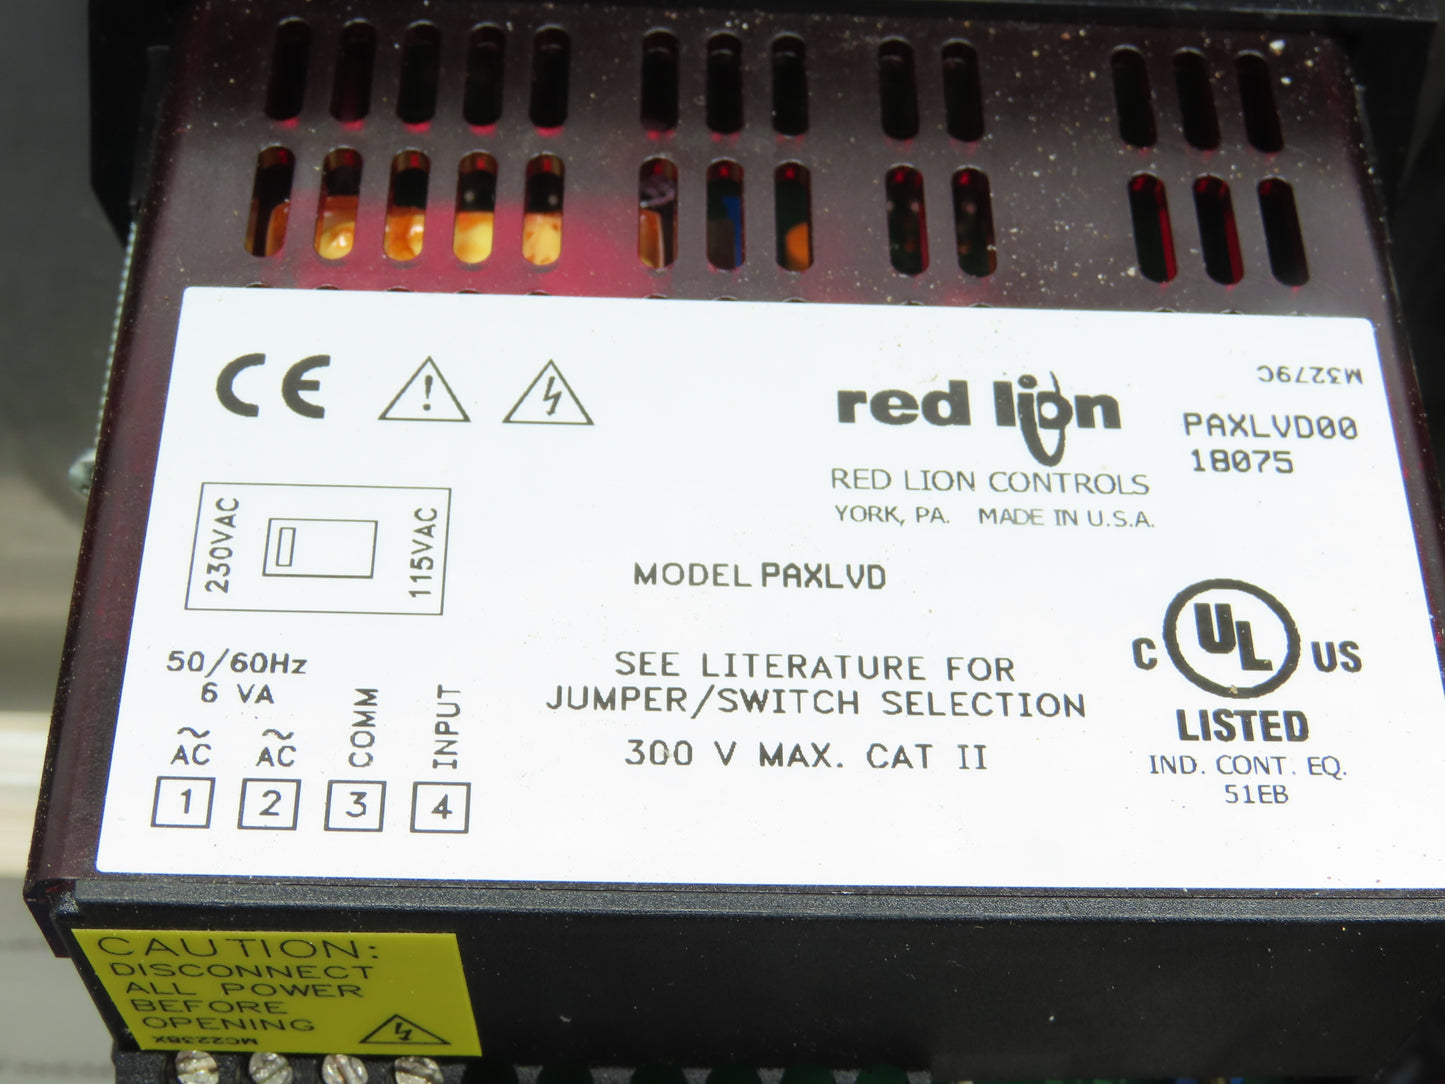 CE
red lion
M3279C
PAXLVD00
18075
RED LION CONTROLS
YORK, PA. MADE IN U.S.A.
230VAC
115VAC
MODEL PAXLVD
50/60Hz
6 VA
SEE LITERATURE FOR
JUMPER/SWITCH SELECTION
300 V MAX. CAT II
AC
AC
COMM
INPUT
1
2
3
4
C UL US
LISTED
IND. CONT. EQ.
51EB
CAUTION:
DISCONNECT
ALL POWER
BEFORE
OPENING